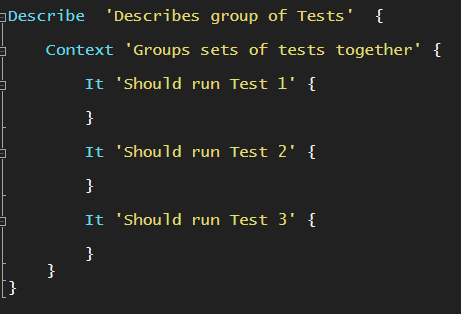 Describe  'Describes group of Tests'  {
Context 'Groups sets of tests together' {
It 'Should run Test 1' {
}
It 'Should run Test 2' {
}
It 'Should run Test 3' {
}
}
}